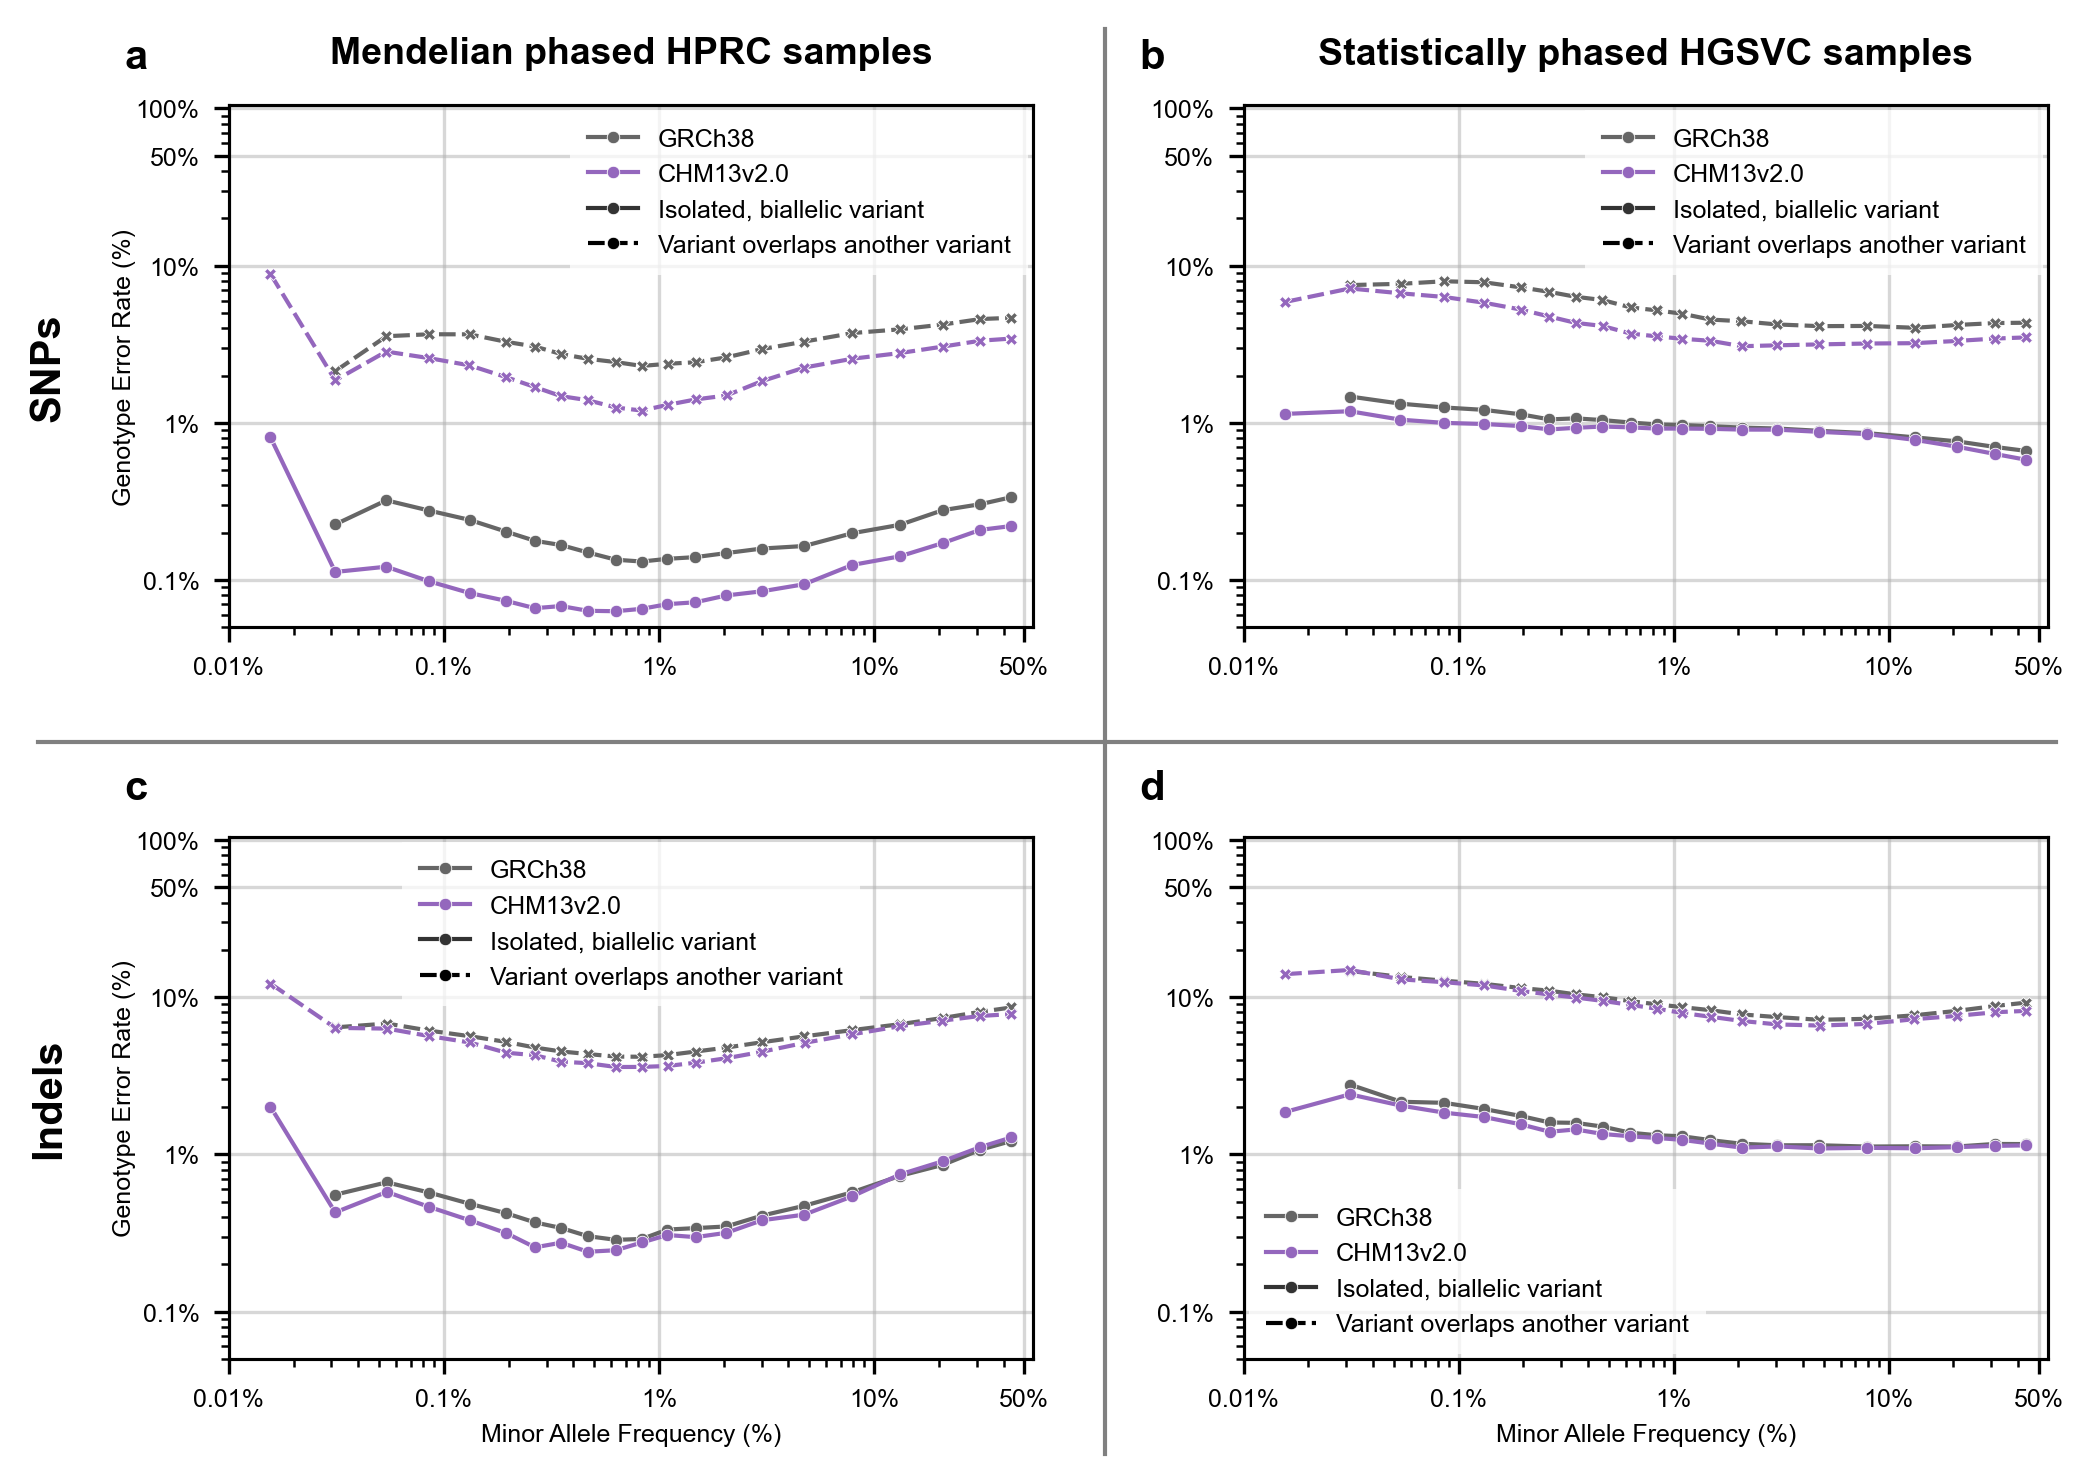 a
Mendelian phased HPRC samples
SNPs
Genotype Error Rate (%)
100%
50%
10%
1%
0.1%
GRCh38
CHM13v2.0
Isolated, biallelic variant
Variant overlaps another variant
0.01%
0.1%
1%
10%
50%
b
Statistically phased HGSVC samples
100%
50%
10%
1%
0.1%
GRCh38
CHM13v2.0
Isolated, biallelic variant
Variant overlaps another variant
0.01%
0.1%
1%
10%
50%
c
Indels
Genotype Error Rate (%)
100%
50%
10%
1%
0.1%
GRCh38
CHM13v2.0
Isolated, biallelic variant
Variant overlaps another variant
0.01%
0.1%
1%
10%
50%
Minor Allele Frequency (%)
d
100%
50%
10%
1%
0.1%
GRCh38
CHM13v2.0
Isolated, biallelic variant
Variant overlaps another variant
0.01%
0.1%
1%
10%
50%
Minor Allele Frequency (%)